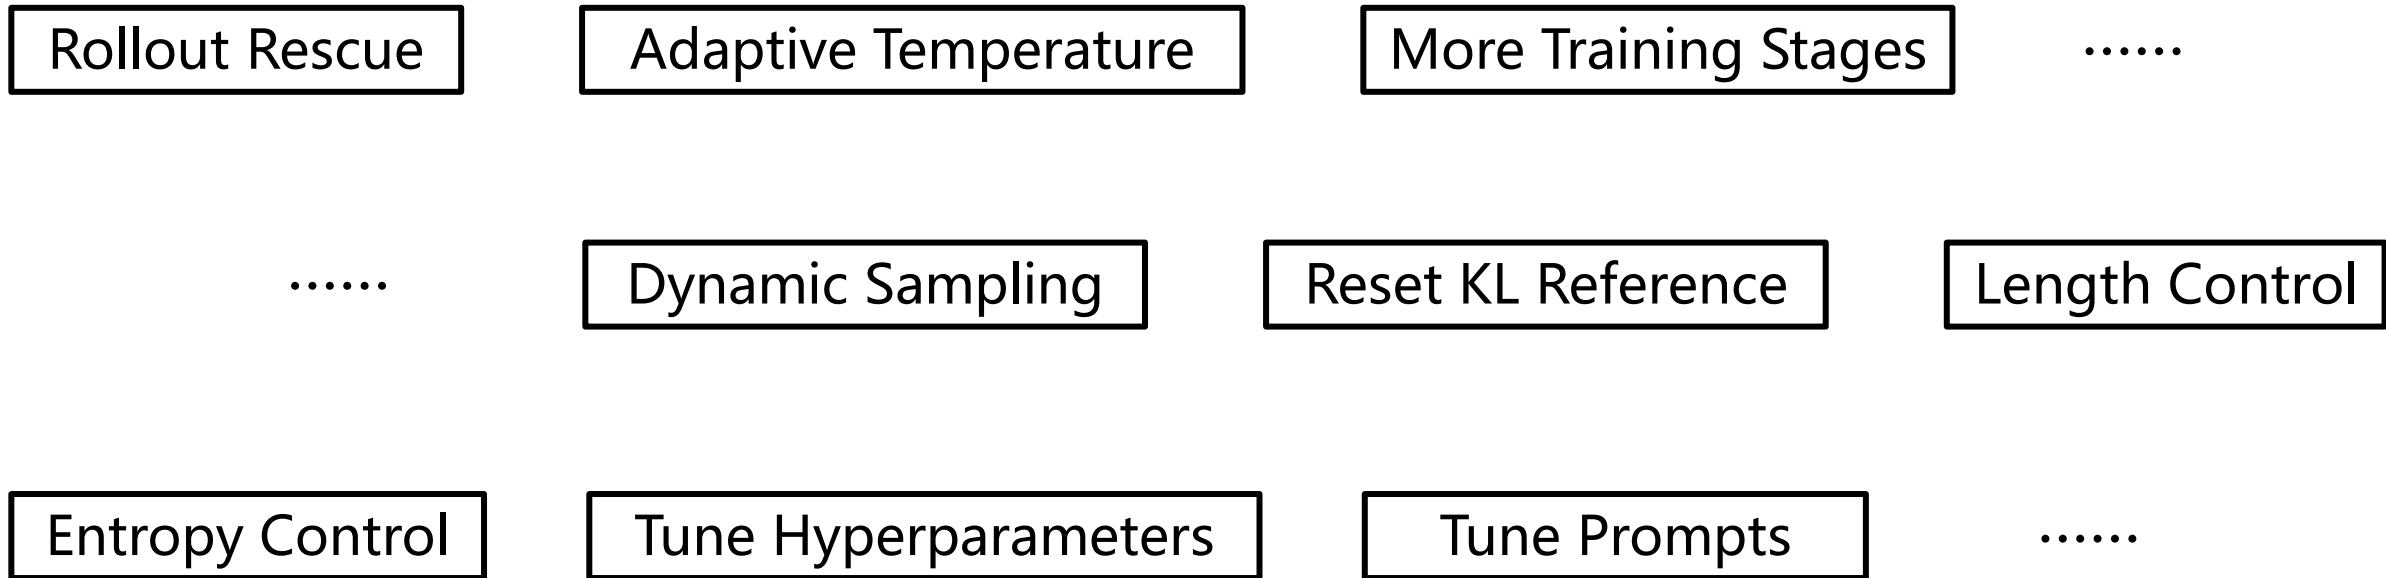 Rollout Rescue Adaptive Temperature More Training Stages ······
······ Dynamic Sampling Reset KL Reference Length Control
Entropy Control Tune Hyperparameters Tune Prompts ······